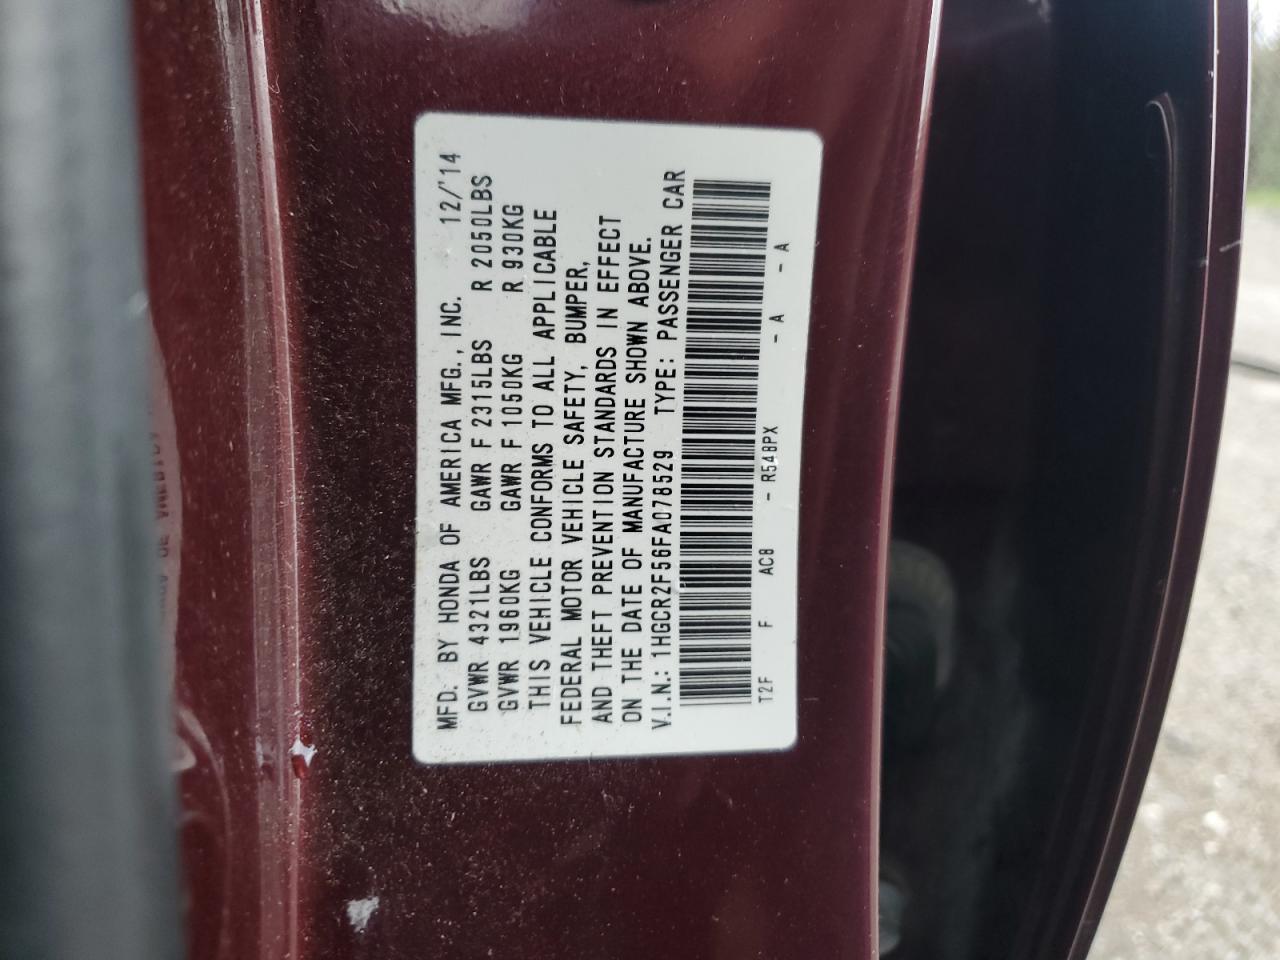 MFD. BY HONDA OF AMERICA MFG., INC. 12/'14
GVWR 4321LBS GAWR F 2315LBS R 2050LBS
GVWR 1960KG GAWR F 1050KG R 930KG
THIS VEHICLE CONFORMS TO ALL APPLICABLE
FEDERAL MOTOR VEHICLE SAFETY, BUMPER,
AND THEFT PREVENTION STANDARDS IN EFFECT
ON THE DATE OF MANUFACTURE SHOWN ABOVE.
V.I.N.: 1HGCR2F56FA078529 TYPE: PASSENGER CAR
T2F F AC8 - R548PX - A - A